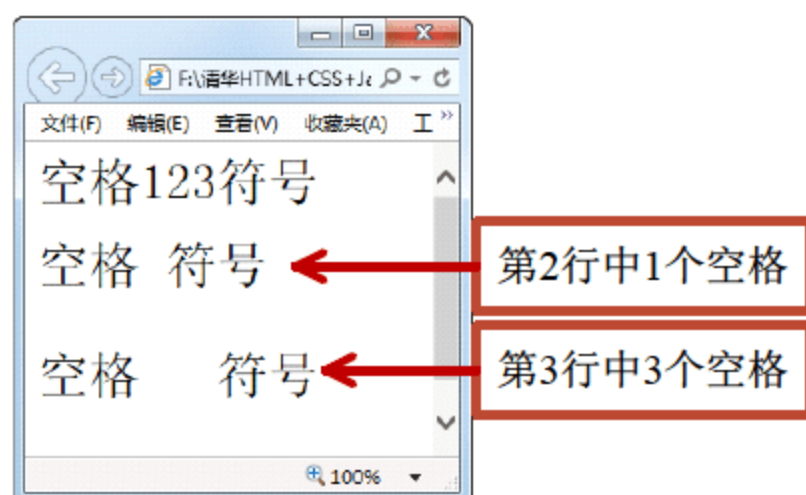 F:\清华HTML+CSS+Ja
文件(F) 编辑(E) 查看(V) 收藏夹(A) 工 »
空格123符号
空格 符号
第2行中1个空格
空格   符号
第3行中3个空格
100%